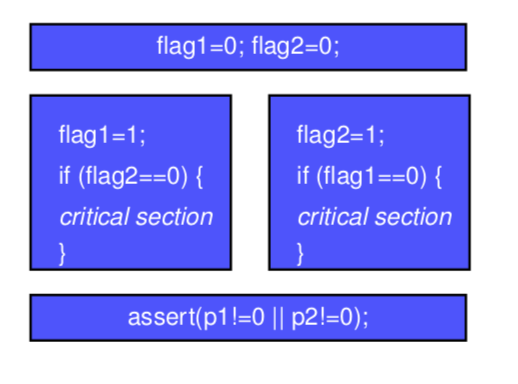 flag1=0; flag2=0;
flag1=1;
if (flag2==0) {
critical section
}
flag2=1;
if (flag1==0) {
critical section
}
assert(p1!=0 || p2!=0);